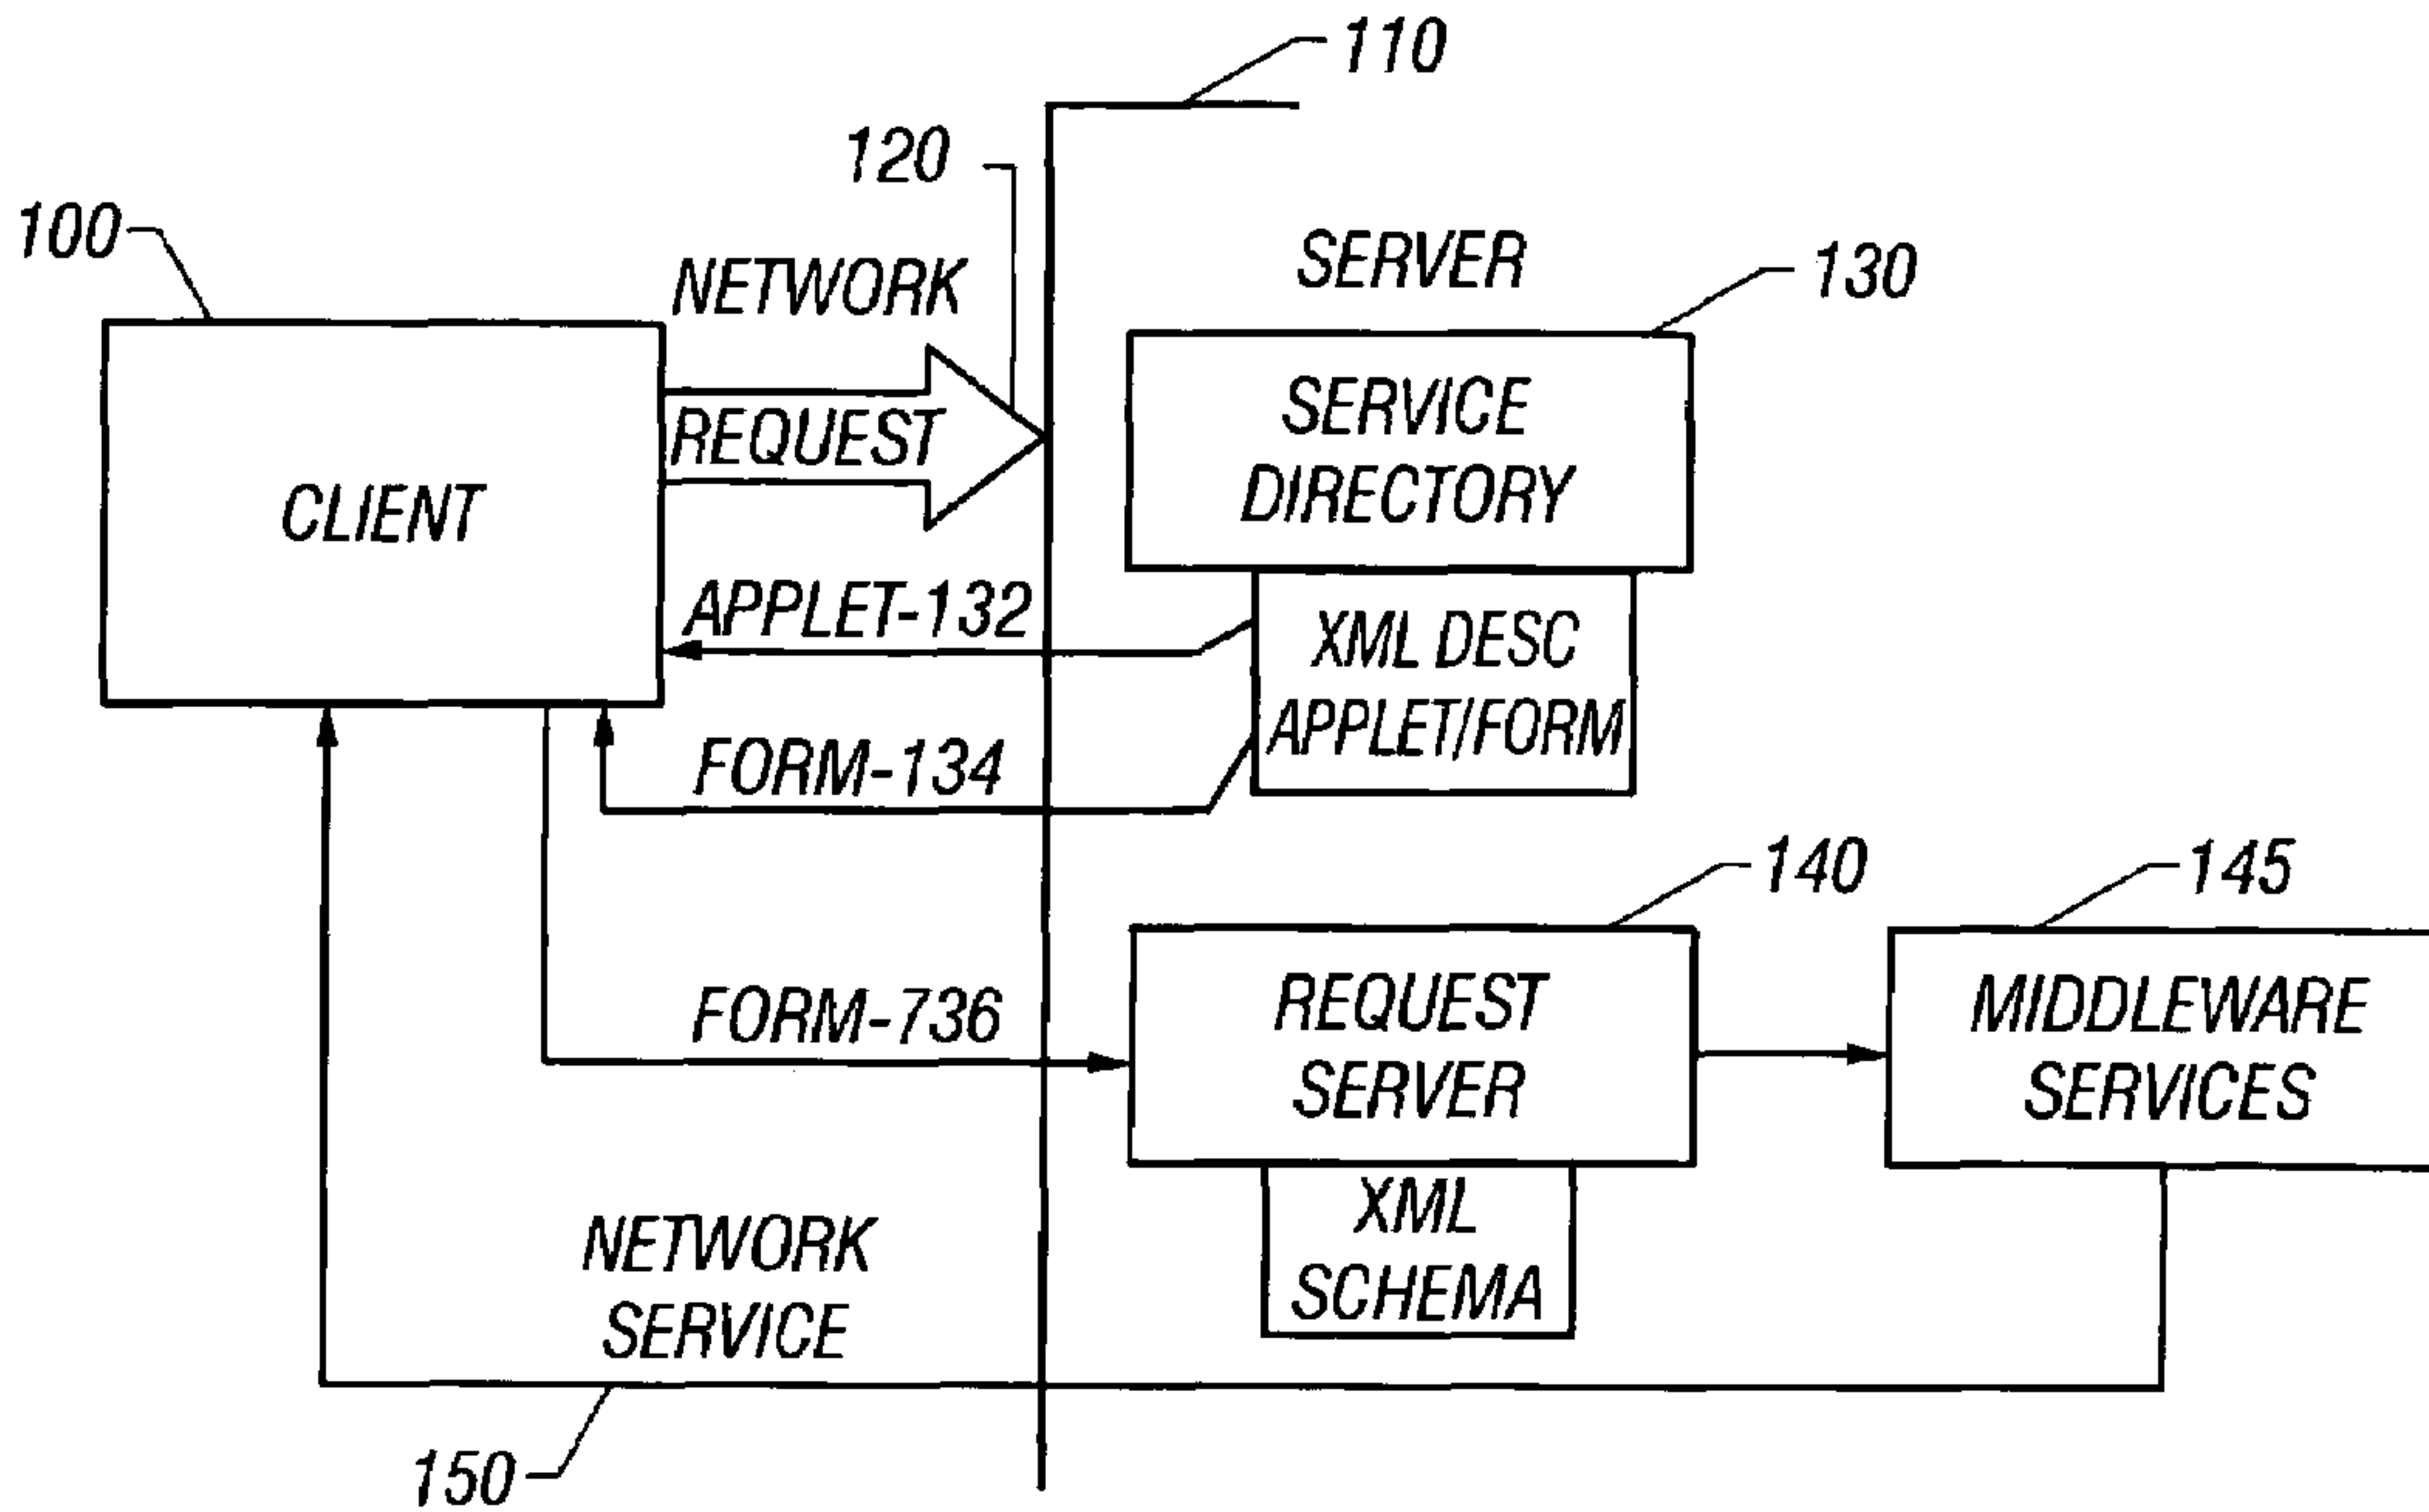 110
120
100
NETWORK
SERVER
130
REQUEST
SERVICE
DIRECTORY
CLIENT
APPLET-132
XML DESC
APPLET/FORM
FORM-134
140
145
FORM-736
REQUEST
SERVER
MIDDLEWARE
SERVICES
XML
SCHEMA
NETWORK
SERVICE
150